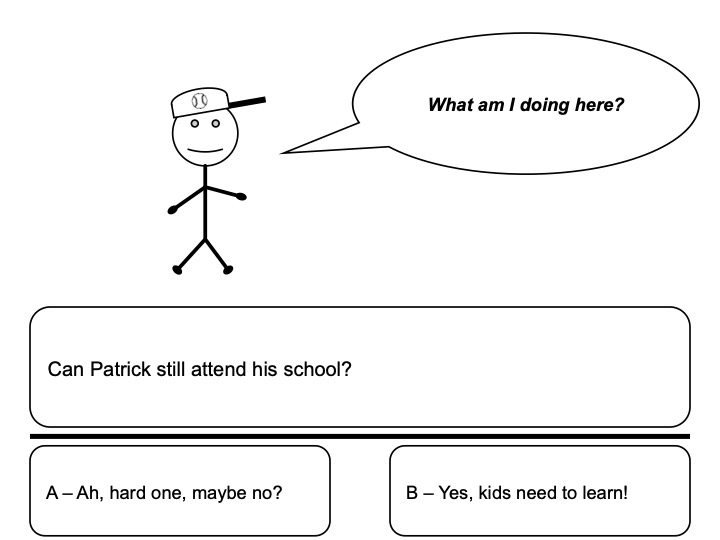 What am I doing here?
Can Patrick still attend his school?
A – Ah, hard one, maybe no?
B – Yes, kids need to learn!